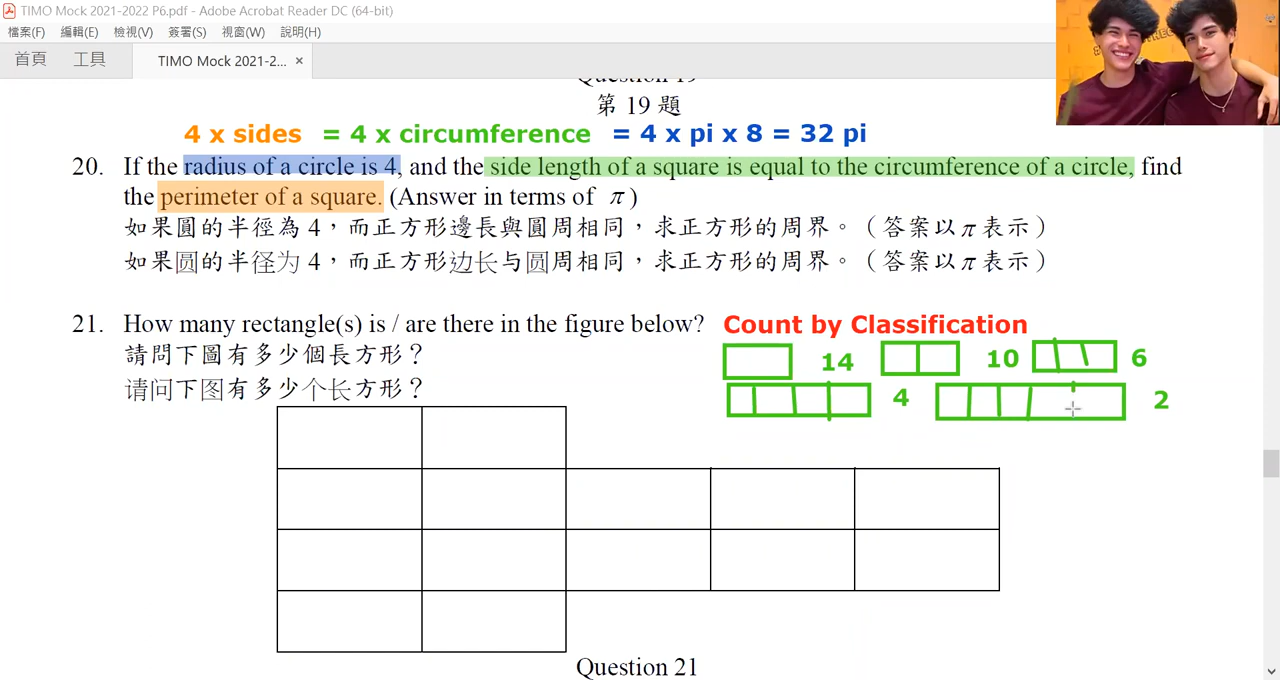 TIMO Mock 2021-2022 P6.pdf - Adobe Acrobat Reader DC (64-bit)
檔案(F) 編輯(E) 檢視(V) 簽署(S) 視窗(W) 說明(H)
首頁 工具 TIMO Mock 2021-2... ×
Question 19
第 19 題
4 x sides = 4 x circumference = 4 x pi x 8 = 32 pi
20. If the radius of a circle is 4, and the side length of a square is equal to the circumference of a circle, find
the perimeter of a square. (Answer in terms of π)
如果圓的半徑為 4，而正方形邊長與圓周相同，求正方形的周界。（答案以π表示）
如果圆的半径为 4，而正方形边长与圆周相同，求正方形的周界。（答案以π表示）
21. How many rectangle(s) is / are there in the figure below? Count by Classification
請問下圖有多少個長方形？
14 10 6
请问下图有多少个长方形？
4 2
Question 21